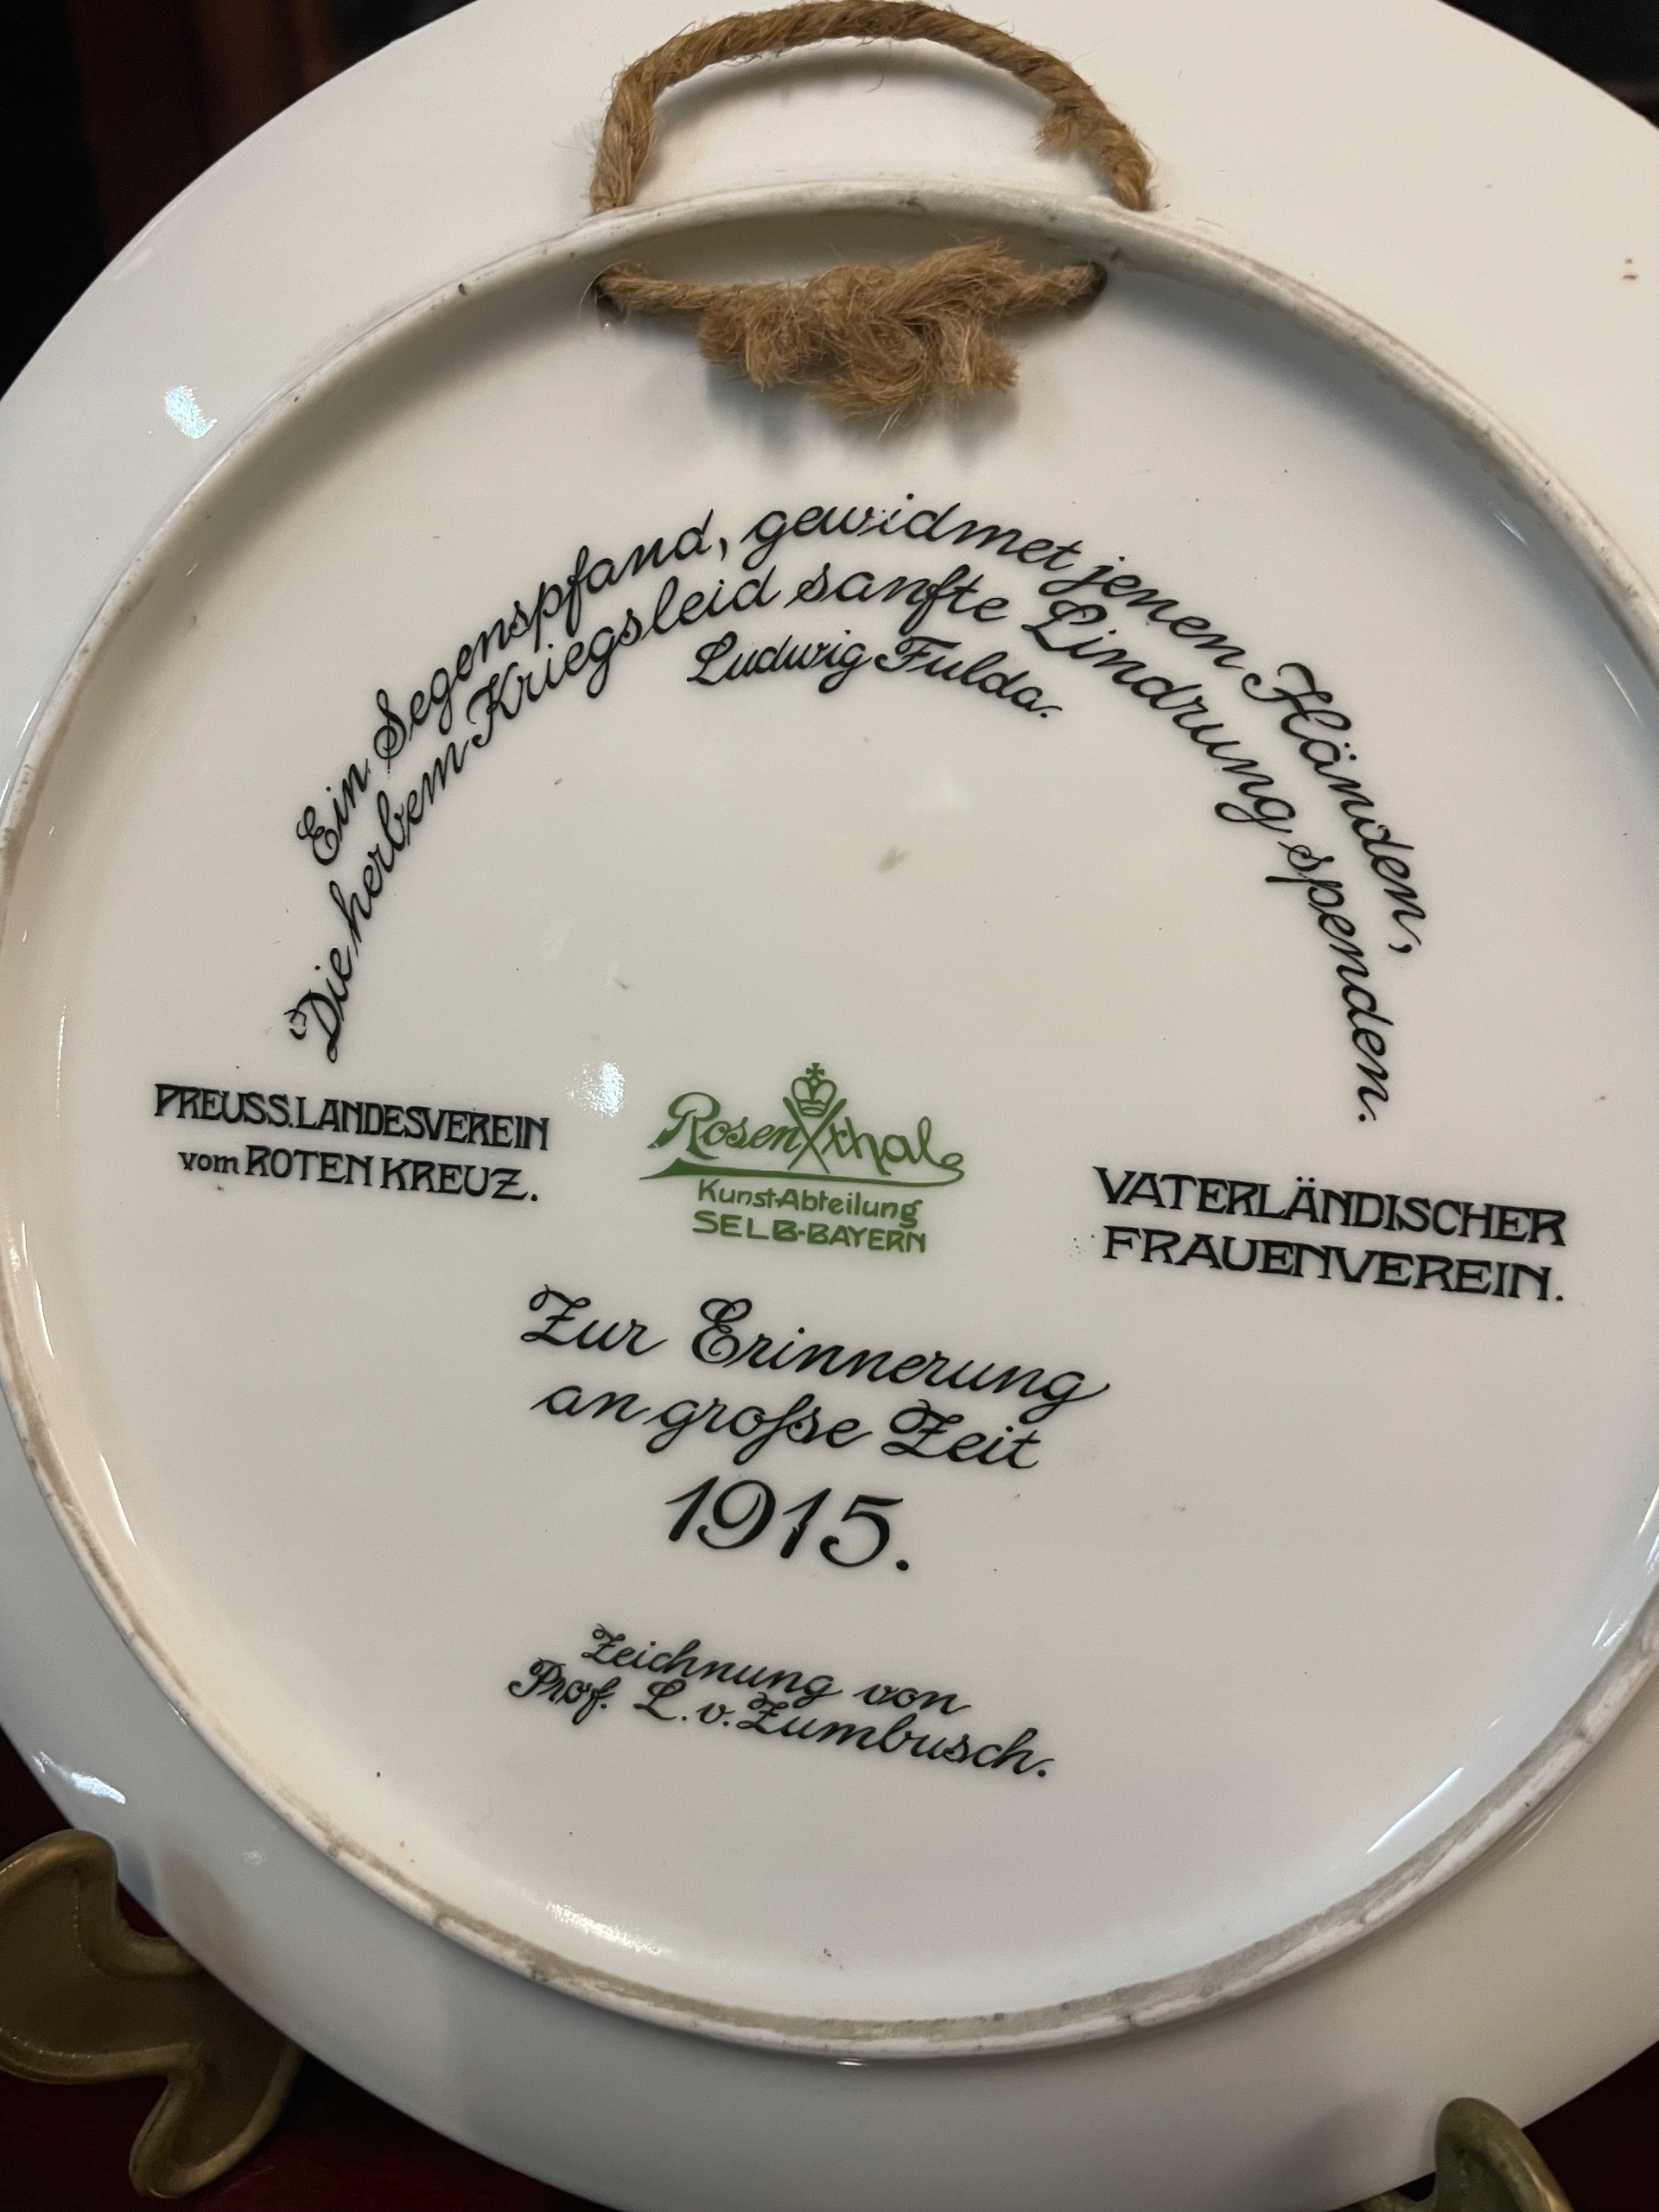 Ein Segenspfand, gewidmet jenen Händen,
Die herbem Kriegsleid sanfte Lindrung spenden.
Ludwig Fulda.
PREUSS. LANDESVEREIN
vom ROTEN KREUZ.
Rosenthal
Kunst-Abteilung
SELB-BAYERN
VATERLÄNDISCHER
FRAUENVEREIN.
Zur Erinnerung
an große Zeit
1915.
Zeichnung von
Prof. L. v. Zumbusch.